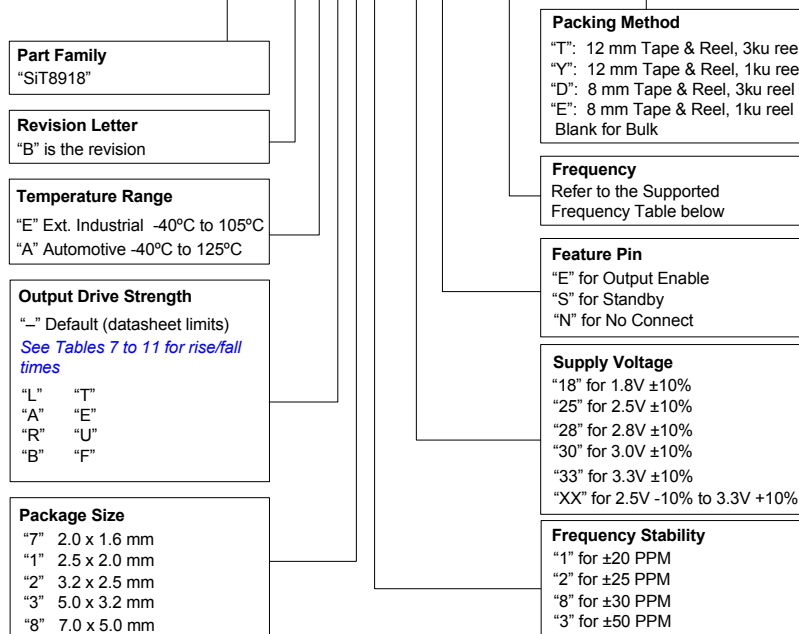 Part Family
“SiT8918”
Revision Letter
“B” is the revision
Temperature Range
“E” Ext. Industrial -40ºC to 105ºC
“A” Automotive -40ºC to 125ºC
Output Drive Strength
“–” Default (datasheet limits)
See Tables 7 to 11 for rise/fall
times
“L” “T”
“A” “E”
“R” “U”
“B” “F”
Package Size
“7” 2.0 x 1.6 mm
“1” 2.5 x 2.0 mm
“2” 3.2 x 2.5 mm
“3” 5.0 x 3.2 mm
“8” 7.0 x 5.0 mm
Packing Method
“T”: 12 mm Tape & Reel, 3ku ree
“Y”: 12 mm Tape & Reel, 1ku ree
“D”: 8 mm Tape & Reel, 3ku reel
“E”: 8 mm Tape & Reel, 1ku reel
Blank for Bulk
Frequency
Refer to the Supported
Frequency Table below
Feature Pin
“E” for Output Enable
“S” for Standby
“N” for No Connect
Supply Voltage
“18” for 1.8V ±10%
“25” for 2.5V ±10%
“28” for 2.8V ±10%
“30” for 3.0V ±10%
“33” for 3.3V ±10%
“XX” for 2.5V -10% to 3.3V +10%
Frequency Stability
“1” for ±20 PPM
“2” for ±25 PPM
“8” for ±30 PPM
“3” for ±50 PPM